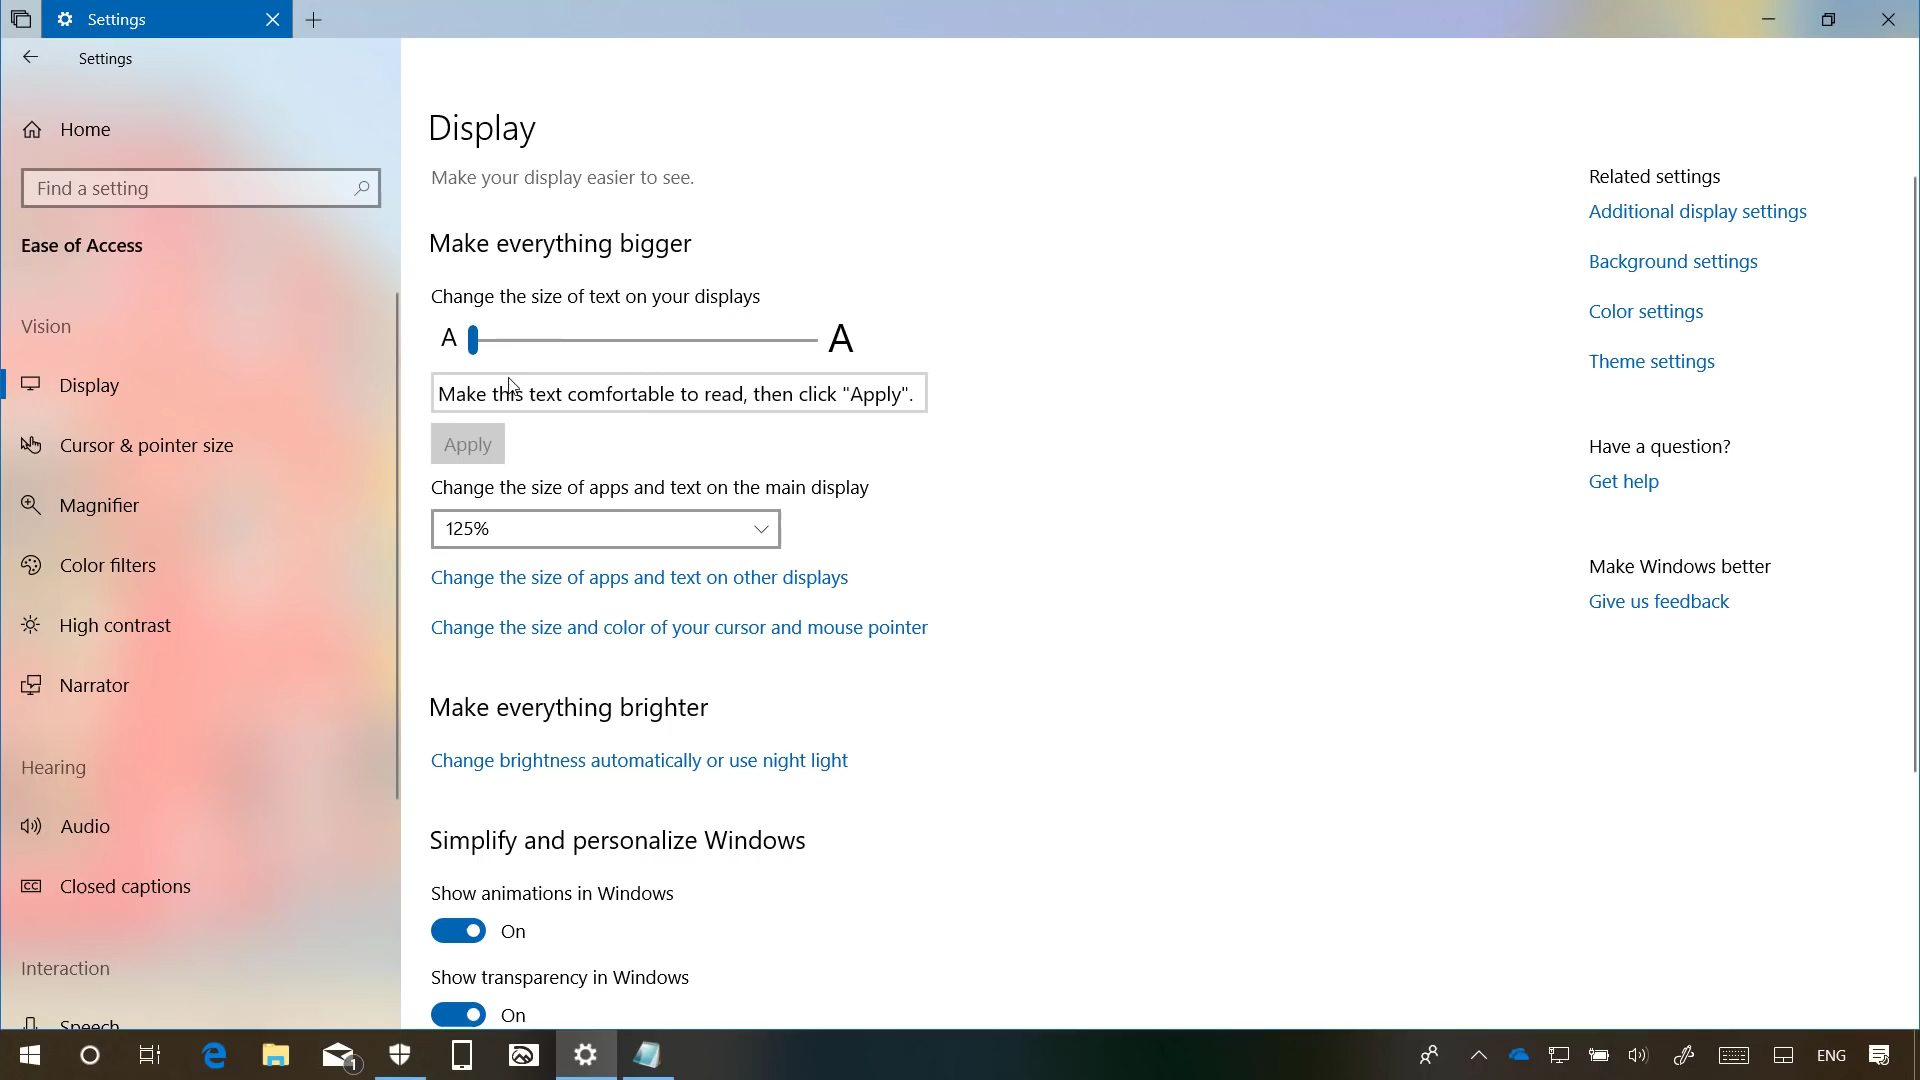 Settings
Settings
Home
Find a setting
Ease of Access
Vision
Display
Cursor & pointer size
Magnifier
Color filters
High contrast
Narrator
Hearing
Audio
Closed captions
Interaction
Speech
Display
Make your display easier to see.
Make everything bigger
Change the size of text on your displays
A A
Make this text comfortable to read, then click "Apply".
Apply
Change the size of apps and text on the main display
125%
Change the size of apps and text on other displays
Change the size and color of your cursor and mouse pointer
Make everything brighter
Change brightness automatically or use night light
Simplify and personalize Windows
Show animations in Windows
On
Show transparency in Windows
On
Related settings
Additional display settings
Background settings
Color settings
Theme settings
Have a question?
Get help
Make Windows better
Give us feedback
1
ENG